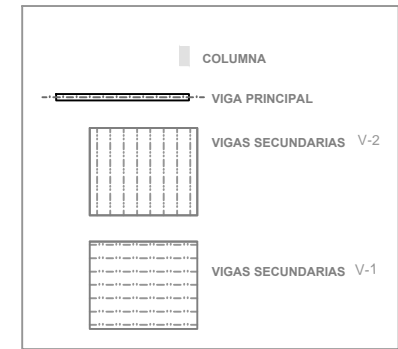 COLUMNA
VIGA PRINCIPAL
VIGAS SECUNDARIAS V-2
VIGAS SECUNDARIAS V-1